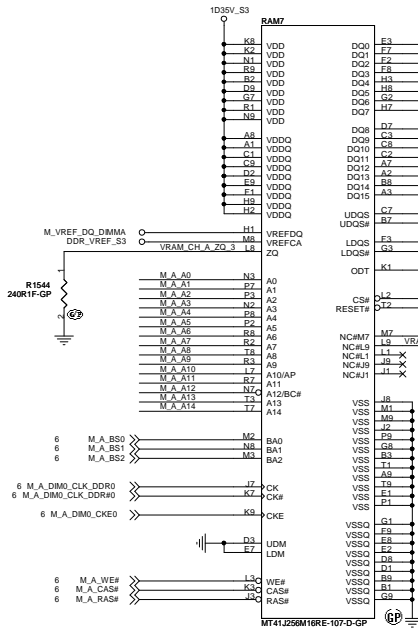 1D35V_S3
RAM7
K8 VDD
K2 VDD
N1 VDD
R9 VDD
B2 VDD
D9 VDD
G7 VDD
R1 VDD
N9 VDD
A8 VDDQ
A1 VDDQ
C1 VDDQ
C9 VDDQ
D2 VDDQ
E9 VDDQ
F1 VDDQ
H9 VDDQ
H2 VDDQ
M_VREF_DQ_DIMMA H1 VREFDQ
DDR_VREF_S3 M8 VREFCA
VRAM_CH_A_ZQ_3 L8 ZQ
1
R1544
240R1F-GP
2
GP
M_A_A0 N3 A0
M_A_A1 P7 A1
M_A_A2 P3 A2
M_A_A3 N2 A3
M_A_A4 P8 A4
M_A_A5 P2 A5
M_A_A6 R8 A6
M_A_A7 R2 A7
M_A_A8 T8 A8
M_A_A9 R3 A9
M_A_A10 L7 A10/AP
M_A_A11 R7 A11
M_A_A12 N7 A12/BC#
M_A_A13 T3 A13
M_A_A14 T7 A14
6 M_A_BS0 M2 BA0
6 M_A_BS1 N8 BA1
6 M_A_BS2 M3 BA2
6 M_A_DIM0_CLK_DDR0 J7 CK
6 M_A_DIM0_CLK_DDR#0 K7 CK#
6 M_A_DIM0_CKE0 K9 CKE
D3 UDM
E7 LDM
6 M_A_WE# L3 WE#
6 M_A_CAS# K3 CAS#
6 M_A_RAS# J3 RAS#
DQ0 E3
DQ1 F7
DQ2 F2
DQ3 F8
DQ4 H3
DQ5 H8
DQ6 G2
DQ7 H7
DQ8 D7
DQ9 C3
DQ10 C8
DQ11 C2
DQ12 A7
DQ13 A2
DQ14 B8
DQ15 A3
UDQS C7
UDQS# B7
LDQS F3
LDQS# G3
ODT K1
CS# L2
RESET# T2
NC#M7 M7
NC#L9 L9 VRA
NC#L1 L1
NC#J9 J9
NC#J1 J1
VSS J8
VSS M1
VSS M9
VSS J2
VSS P9
VSS G8
VSS B3
VSS T1
VSS A9
VSS T9
VSS E1
VSS P1
VSSQ G1
VSSQ F9
VSSQ E8
VSSQ E2
VSSQ D8
VSSQ D1
VSSQ B9
VSSQ B1
VSSQ G9
MT41J256M16RE-107-D-GP
GP